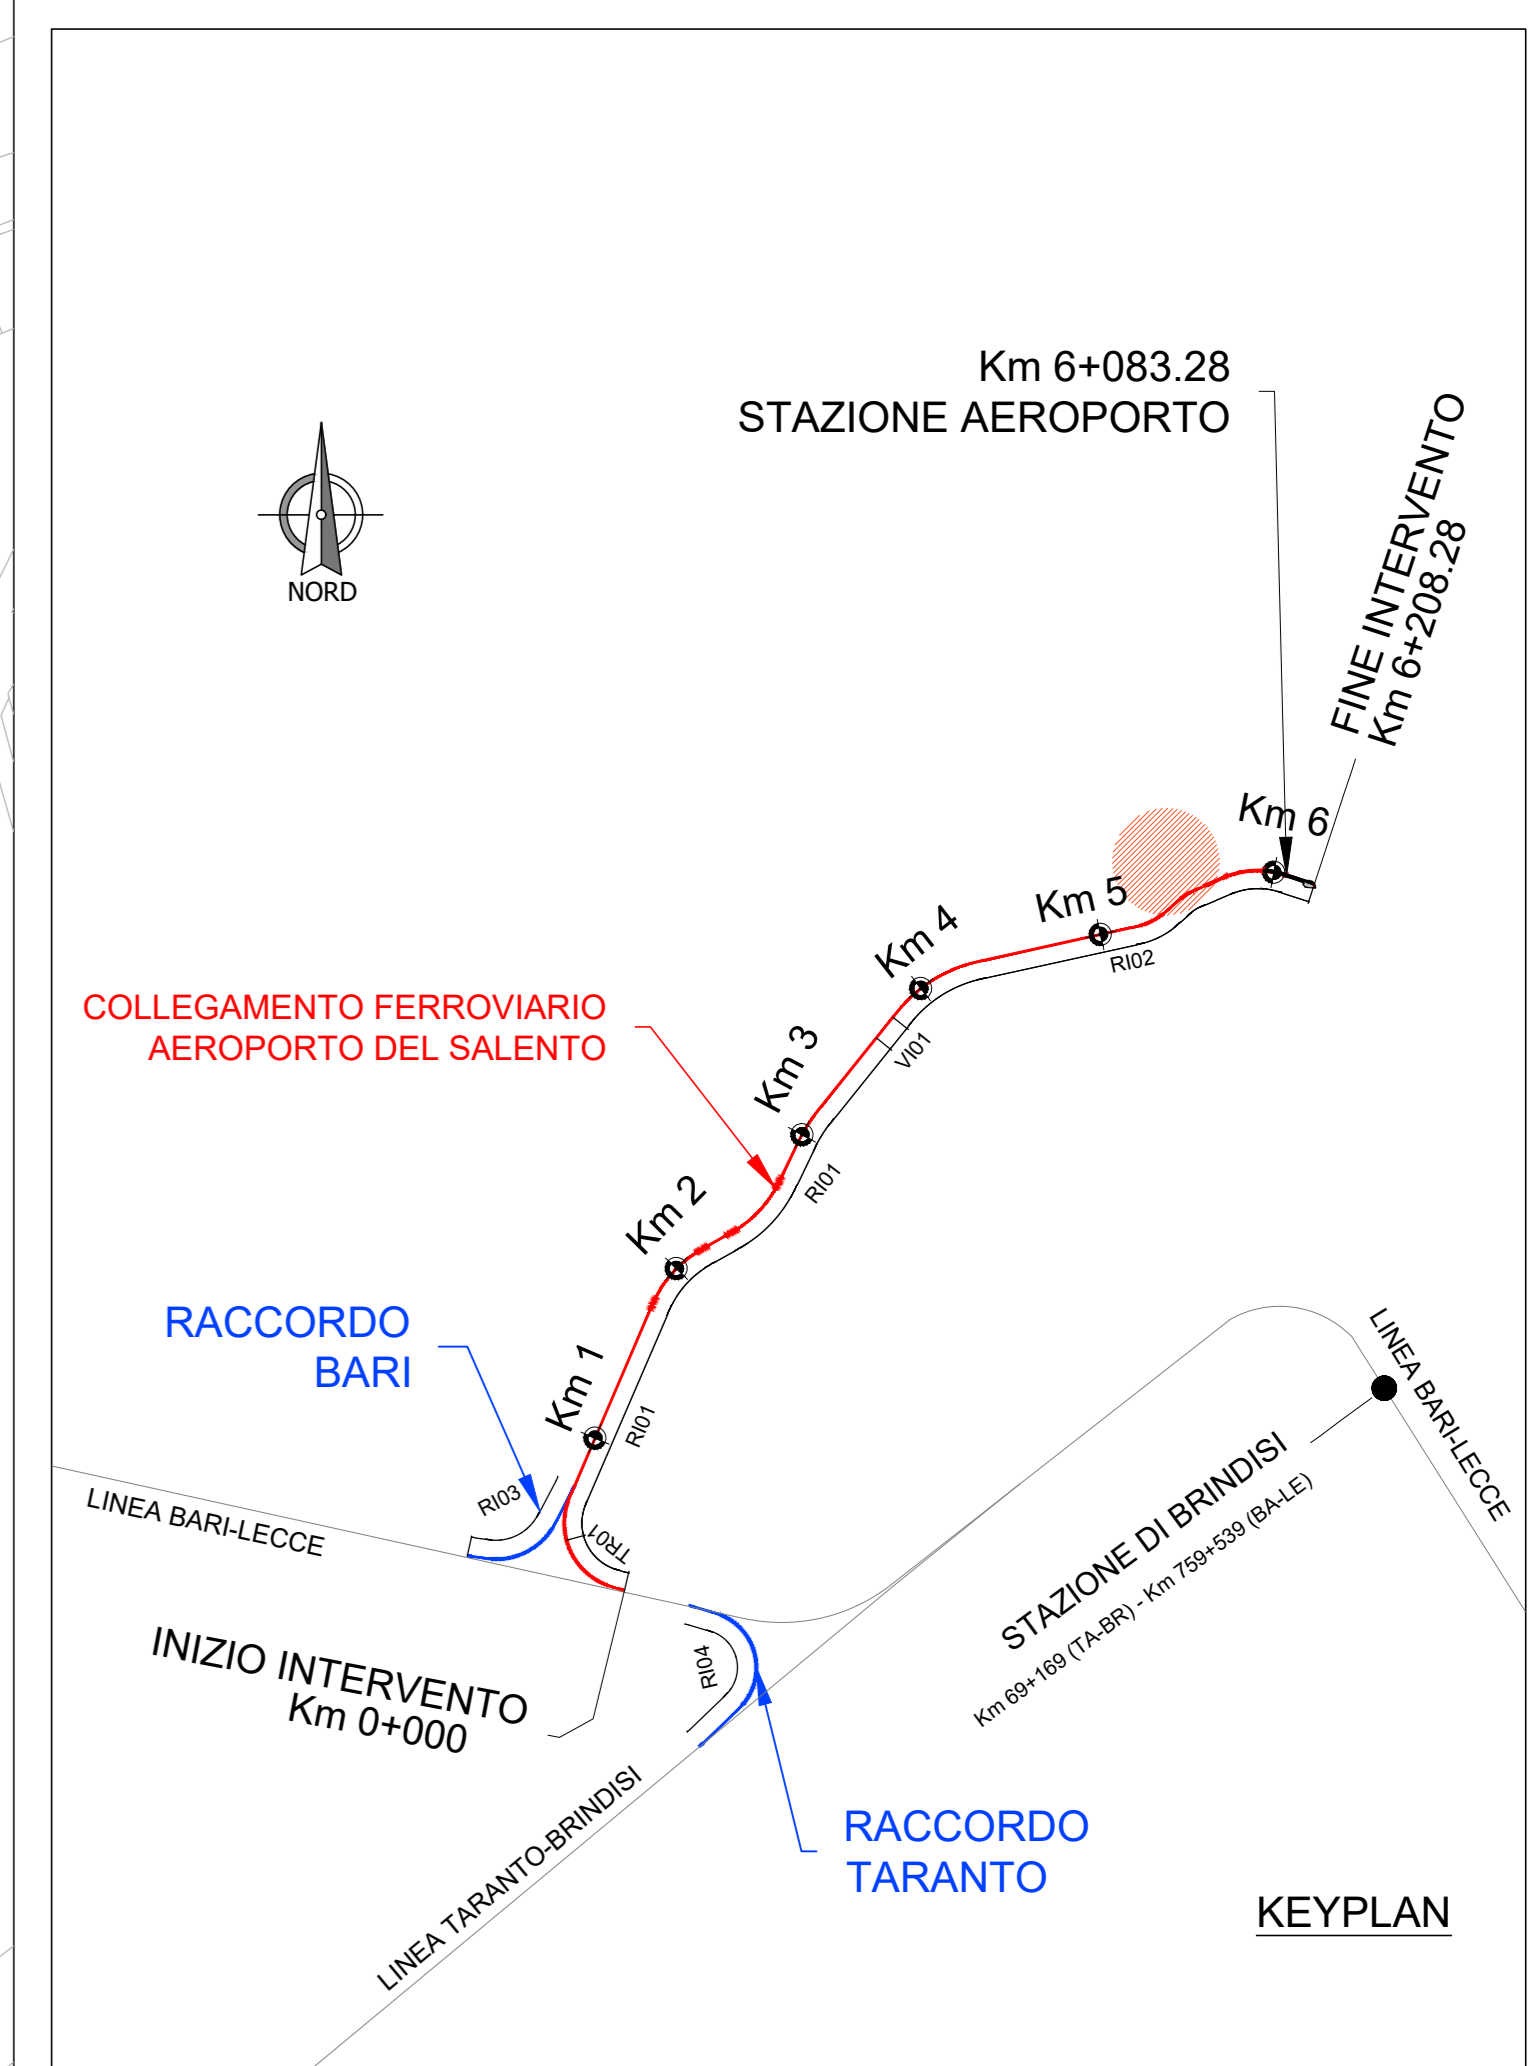 Km 6+083.28
STAZIONE AEROPORTO
FINE INTERVENTO
Km 6+208.28
NORD
Km 6
Km 5
RI02
Km 4
VI01
COLLEGAMENTO FERROVIARIO
AEROPORTO DEL SALENTO
Km 3
RI01
Km 2
RACCORDO
BARI
Km 1
RI01
LINEA BARI-LECCE
RI03
TR01
LINEA BARI-LECCE
STAZIONE DI BRINDISI
Km 69+169 (TA-BR) - Km 759+539 (BA-LE)
INIZIO INTERVENTO
Km 0+000
RI04
LINEA TARANTO-BRINDISI
RACCORDO
TARANTO
KEYPLAN